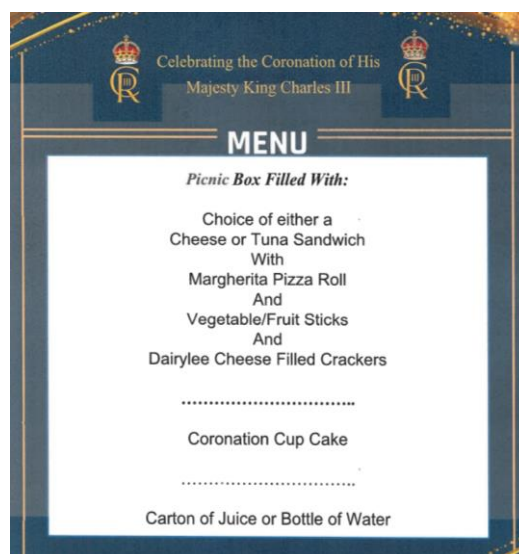 Celebrating the Coronation of His
Majesty King Charles III
MENU
Picnic Box Filled With:
Choice of either a
Cheese or Tuna Sandwich
With
Margherita Pizza Roll
And
Vegetable/Fruit Sticks
And
Dairylee Cheese Filled Crackers
................................
Coronation Cup Cake
................................
Carton of Juice or Bottle of Water